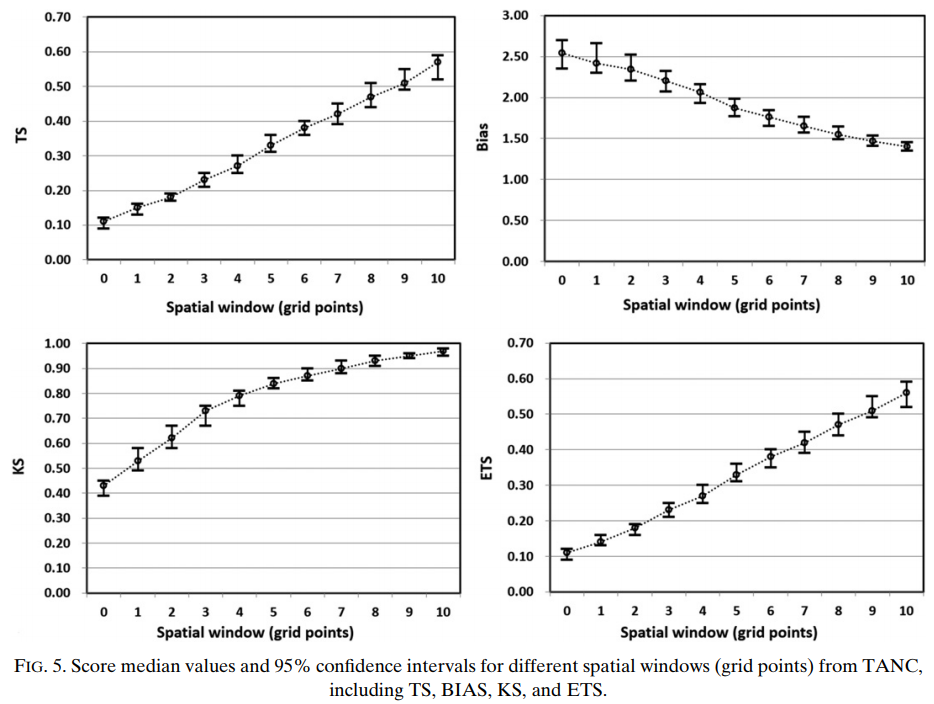 0.70
0.60
0.50
0.40
0.30
0.20
0.10
0.00
TS
0 1 2 3 4 5 6 7 8 9 10
Spatial window (grid points)
3.00
2.50
2.00
1.50
1.00
0.50
0.00
Bias
0 1 2 3 4 5 6 7 8 9 10
Spatial window (grid points)
1.00
0.90
0.80
0.70
0.60
0.50
0.40
0.30
0.20
0.10
0.00
KS
0 1 2 3 4 5 6 7 8 9 10
Spatial window (grid points)
0.70
0.60
0.50
0.40
0.30
0.20
0.10
0.00
ETS
0 1 2 3 4 5 6 7 8 9 10
Spatial window (grid points)
FIG. 5. Score median values and 95% confidence intervals for different spatial windows (grid points) from TANC,
including TS, BIAS, KS, and ETS.